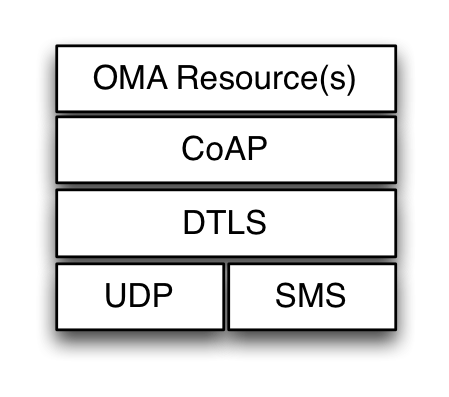 OMA Resource(s)
CoAP
DTLS
UDP
SMS